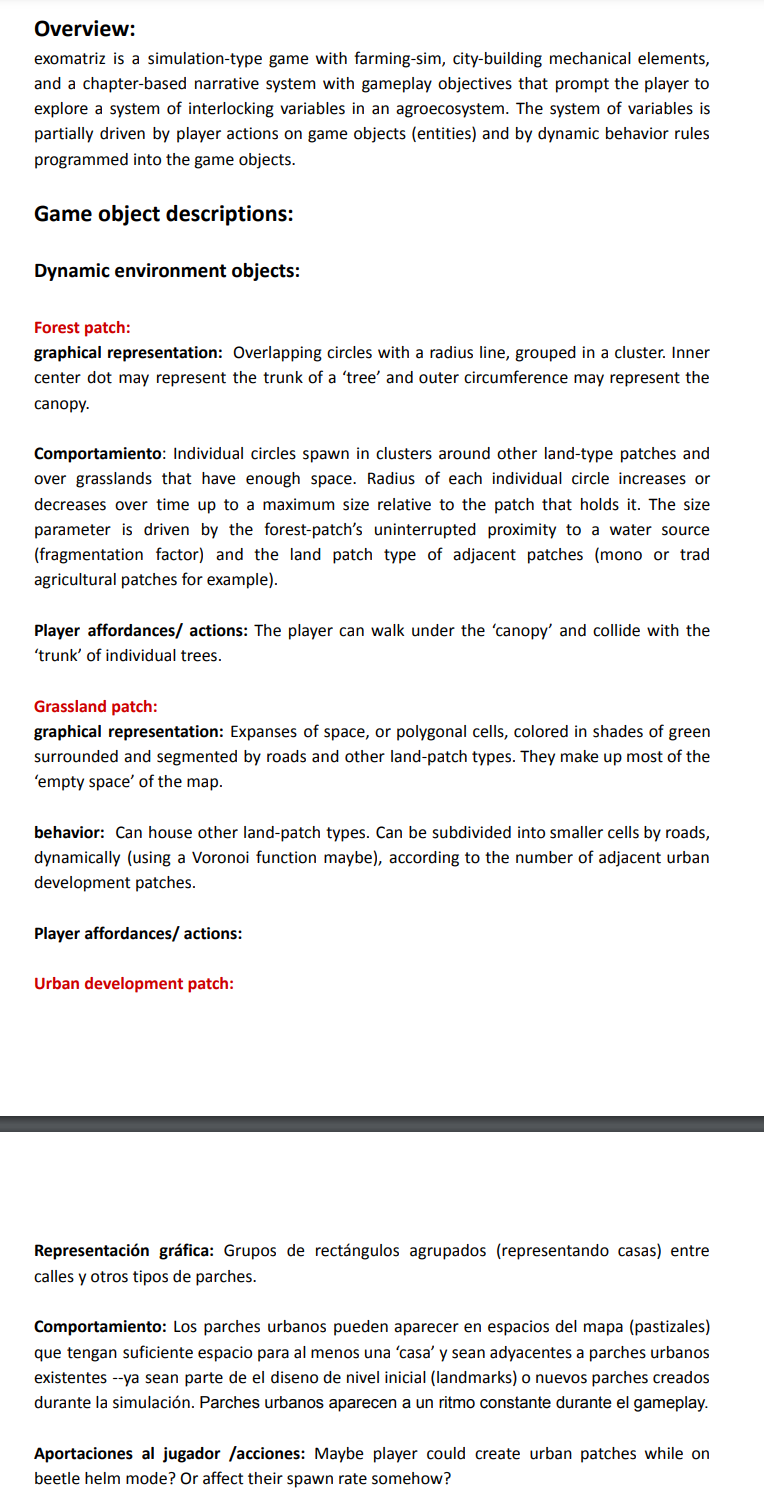 Overview:
exomatriz is a simulation-type game with farming-sim, city-building mechanical elements,
and a chapter-based narrative system with gameplay objectives that prompt the player to
explore a system of interlocking variables in an agroecosystem. The system of variables is
partially driven by player actions on game objects (entities) and by dynamic behavior rules
programmed into the game objects.
Game object descriptions:
Dynamic environment objects:
Forest patch:
graphical representation: Overlapping circles with a radius line, grouped in a cluster. Inner
center dot may represent the trunk of a ‘tree’ and outer circumference may represent the
canopy.
Comportamiento: Individual circles spawn in clusters around other land-type patches and
over grasslands that have enough space. Radius of each individual circle increases or
decreases over time up to a maximum size relative to the patch that holds it. The size
parameter is driven by the forest-patch’s uninterrupted proximity to a water source
(fragmentation factor) and the land patch type of adjacent patches (mono or trad
agricultural patches for example).
Player affordances/ actions: The player can walk under the ‘canopy’ and collide with the
‘trunk’ of individual trees.
Grassland patch:
graphical representation: Expanses of space, or polygonal cells, colored in shades of green
surrounded and segmented by roads and other land-patch types. They make up most of the
‘empty space’ of the map.
behavior: Can house other land-patch types. Can be subdivided into smaller cells by roads,
dynamically (using a Voronoi function maybe), according to the number of adjacent urban
development patches.
Player affordances/ actions:
Urban development patch:
Representación gráfica: Grupos de rectángulos agrupados (representando casas) entre
calles y otros tipos de parches.
Comportamiento: Los parches urbanos pueden aparecer en espacios del mapa (pastizales)
que tengan suficiente espacio para al menos una ‘casa’ y sean adyacentes a parches urbanos
existentes --ya sean parte de el diseno de nivel inicial (landmarks) o nuevos parches creados
durante la simulación. Parches urbanos aparecen a un ritmo constante durante el gameplay.
Aportaciones al jugador /acciones: Maybe player could create urban patches while on
beetle helm mode? Or affect their spawn rate somehow?